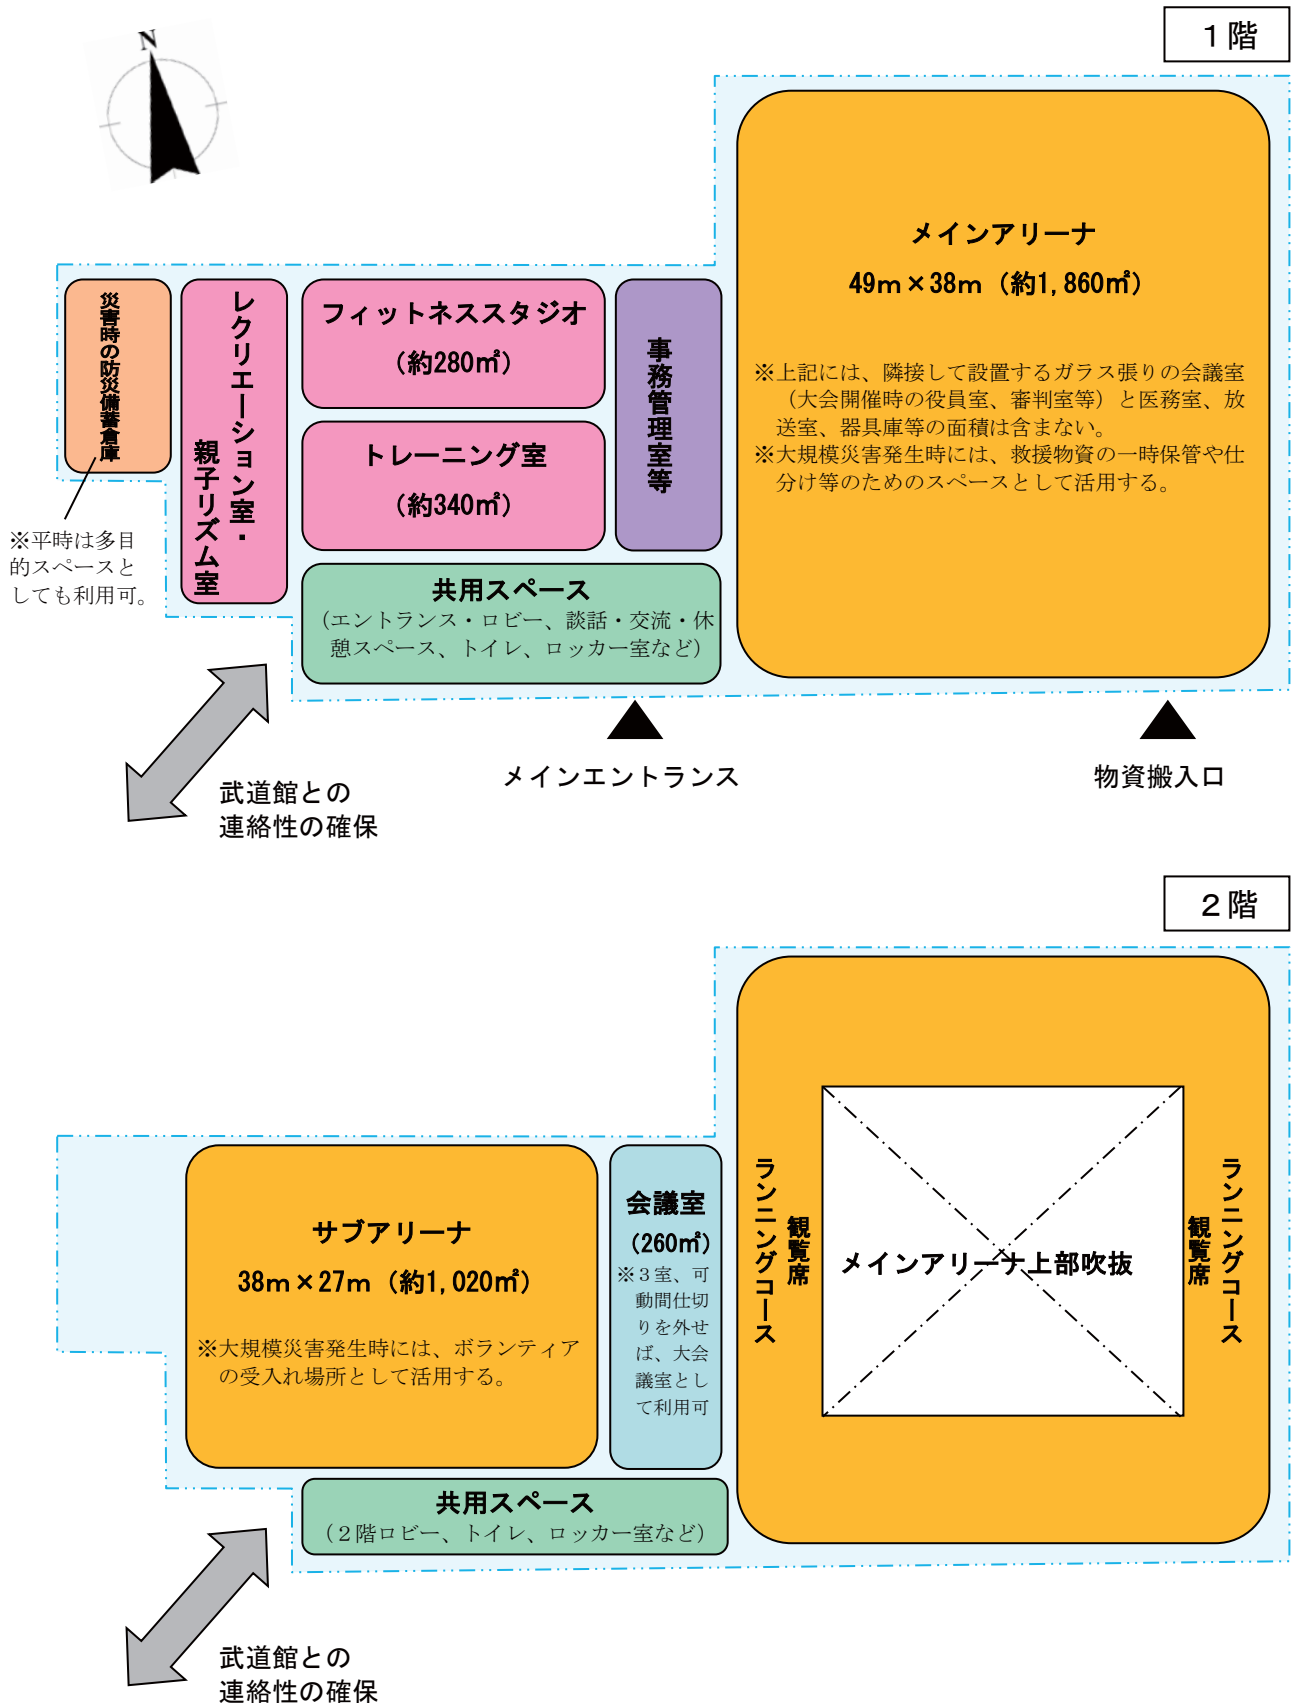 N
１階
メインアリーナ
49ｍ×38ｍ（約1,860㎡）
※上記には、隣接して設置するガラス張りの会議室
（大会開催時の役員室、審判室等）と医務室、放
送室、器具庫等の面積は含まない。
※大規模災害発生時には、救援物資の一時保管や仕
分け等のためのスペースとして活用する。
災害時の防災備蓄倉庫
※平時は多目
的スペースと
しても利用可。
レクリエーション室・
親子リズム室
フィットネススタジオ
（約280㎡）
トレーニング室
（約340㎡）
事務管理室等
共用スペース
（エントランス・ロビー、談話・交流・休
憩スペース、トイレ、ロッカー室など）
メインエントランス
物資搬入口
武道館との
連絡性の確保
２階
サブアリーナ
38ｍ×27ｍ（約1,020㎡）
※大規模災害発生時には、ボランティア
の受入れ場所として活用する。
会議室
（260㎡）
※３室、可
動間仕切
りを外せ
ば、大会
議室とし
て利用可
ランニングコース
観覧席
メインアリーナ上部吹抜
観覧席
ランニングコース
共用スペース
（２階ロビー、トイレ、ロッカー室など）
武道館との
連絡性の確保